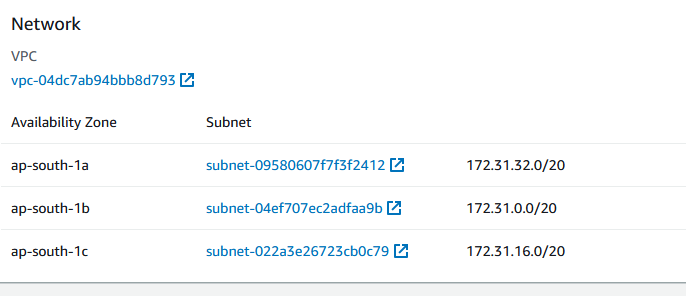 Network
VPC
vpc-04dc7ab94bbb8d793
Availability Zone Subnet
ap-south-1a subnet-09580607f7f3f2412 172.31.32.0/20
ap-south-1b subnet-04ef707ec2adfaa9b 172.31.0.0/20
ap-south-1c subnet-022a3e26723cb0c79 172.31.16.0/20